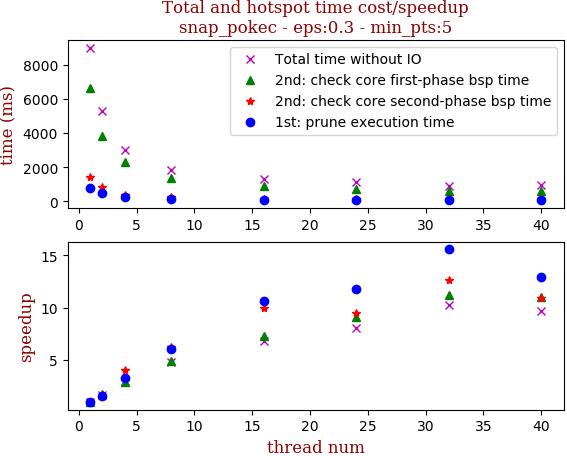 Total and hotspot time cost/speedup
snap_pokec - eps:0.3 - min_pts:5
time (ms)
8000
6000
4000
2000
0
Total time without IO
2nd: check core first-phase bsp time
2nd: check core second-phase bsp time
1st: prune execution time
0 5 10 15 20 25 30 35 40
speedup
15
10
5
0 5 10 15 20 25 30 35 40
thread num